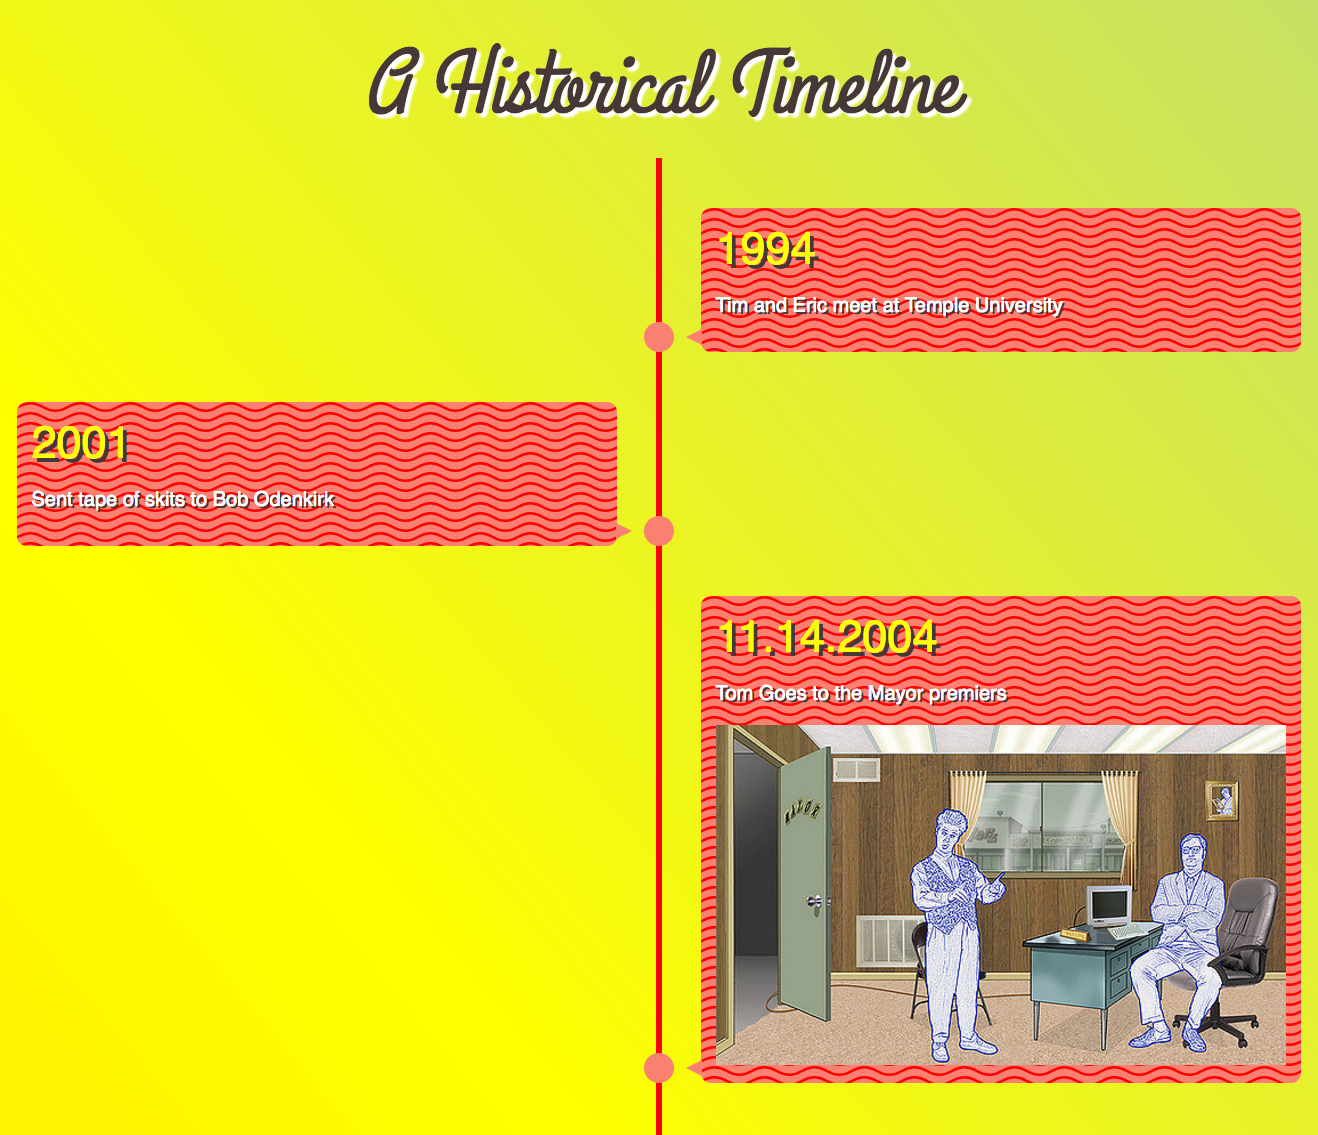 A Historical Timeline
1994
Tim and Eric meet at Temple University
2001
Sent tape of skits to Bob Odenkirk
11.14.2004
Tom Goes to the Mayor premiers
MAYOR